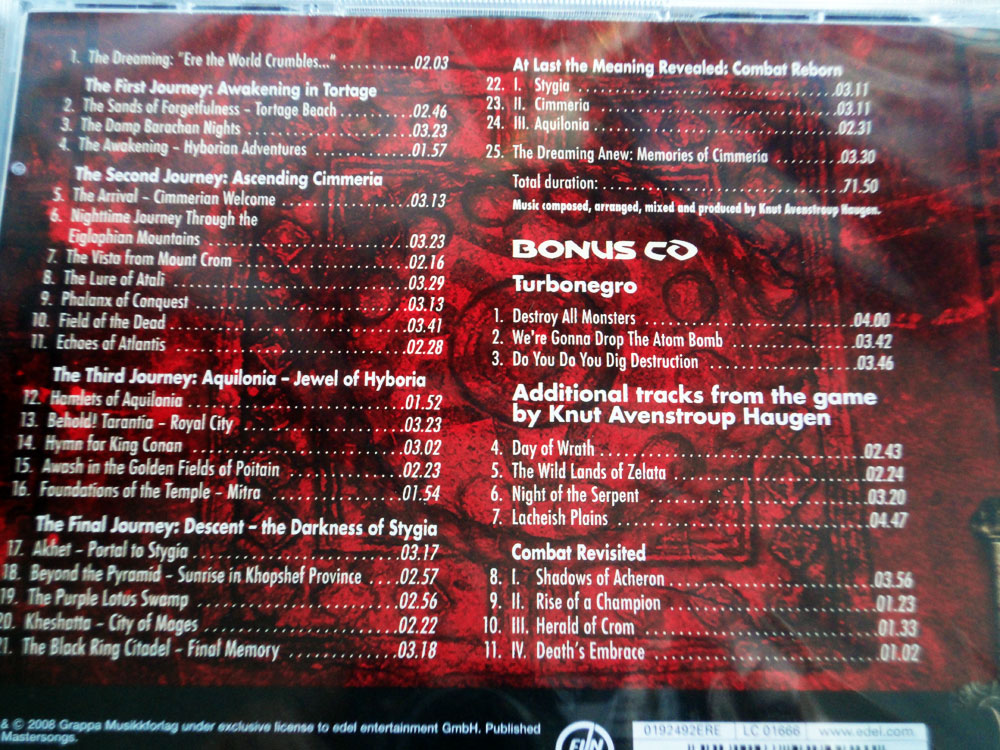 1. The Dreaming: "Ere the World Crumbles..." ..........02.03
The First Journey: Awakening in Tortage
2. The Sands of Forgetfulness – Tortage Beach ..........02.46
3. The Damp Barachan Nights ..........03.23
4. The Awakening – Hyborian Adventures ..........01.57
The Second Journey: Ascending Cimmeria
5. The Arrival – Cimmerian Welcome ..........03.13
6. Nighttime Journey Through the
Eiglophian Mountains ..........03.23
7. The Vista from Mount Crom ..........02.16
8. The Lure of Atali ..........03.29
9. Phalanx of Conquest ..........03.13
10. Field of the Dead ..........03.41
11. Echoes of Atlantis ..........02.28
The Third Journey: Aquilonia – Jewel of Hyboria
12. Hamlets of Aquilonia ..........01.52
13. Behold! Tarantia – Royal City ..........03.23
14. Hymn for King Conan ..........03.02
15. Awash in the Golden Fields of Poitain ..........02.23
16. Foundations of the Temple – Mitra ..........01.54
The Final Journey: Descent – the Darkness of Stygia
17. Akhet – Portal to Stygia ..........03.17
18. Beyond the Pyramid – Sunrise in Khopshef Province ....02.57
19. The Purple Lotus Swamp ..........02.56
20. Kheshatta – City of Mages ..........02.22
21. The Black Ring Citadel – Final Memory ..........03.18
At Last the Meaning Revealed: Combat Reborn
22. I. Stygia ..........03.11
23. II. Cimmeria ..........03.11
24. III. Aquilonia ..........02.31
25. The Dreaming Anew: Memories of Cimmeria .........03.30
Total duration: ..........71.50
Music composed, arranged, mixed and produced by Knut Avenstroup Haugen.
BONUS CD
Turbonegro
1. Destroy All Monsters ..........04.00
2. We're Gonna Drop The Atom Bomb ..........03.42
3. Do You Do You Dig Destruction ..........03.46
Additional tracks from the game
by Knut Avenstroup Haugen
4. Day of Wrath ..........02.43
5. The Wild Lands of Zelata ..........02.24
6. Night of the Serpent ..........03.20
7. Lacheish Plains ..........04.47
Combat Revisited
8. I. Shadows of Acheron ..........03.56
9. II. Rise of a Champion ..........01.23
10. III. Herald of Crom ..........01.33
11. IV. Death's Embrace ..........01.02
& © 2008 Grappa Musikkforlag under exclusive license to edel entertainment GmbH, Published
Mastersongs.
0192492ERE LC 01666 www.edel.com